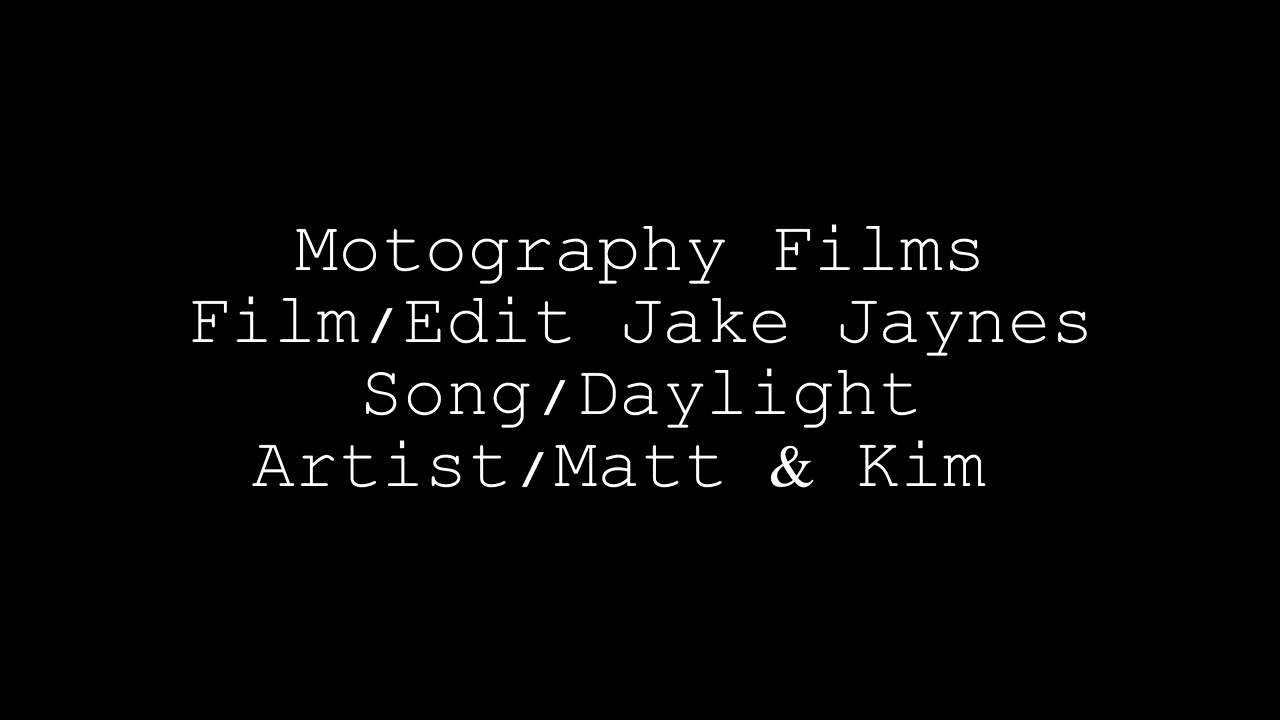 Motography Films
Film/Edit Jake Jaynes
Song/Daylight
Artist/Matt & Kim